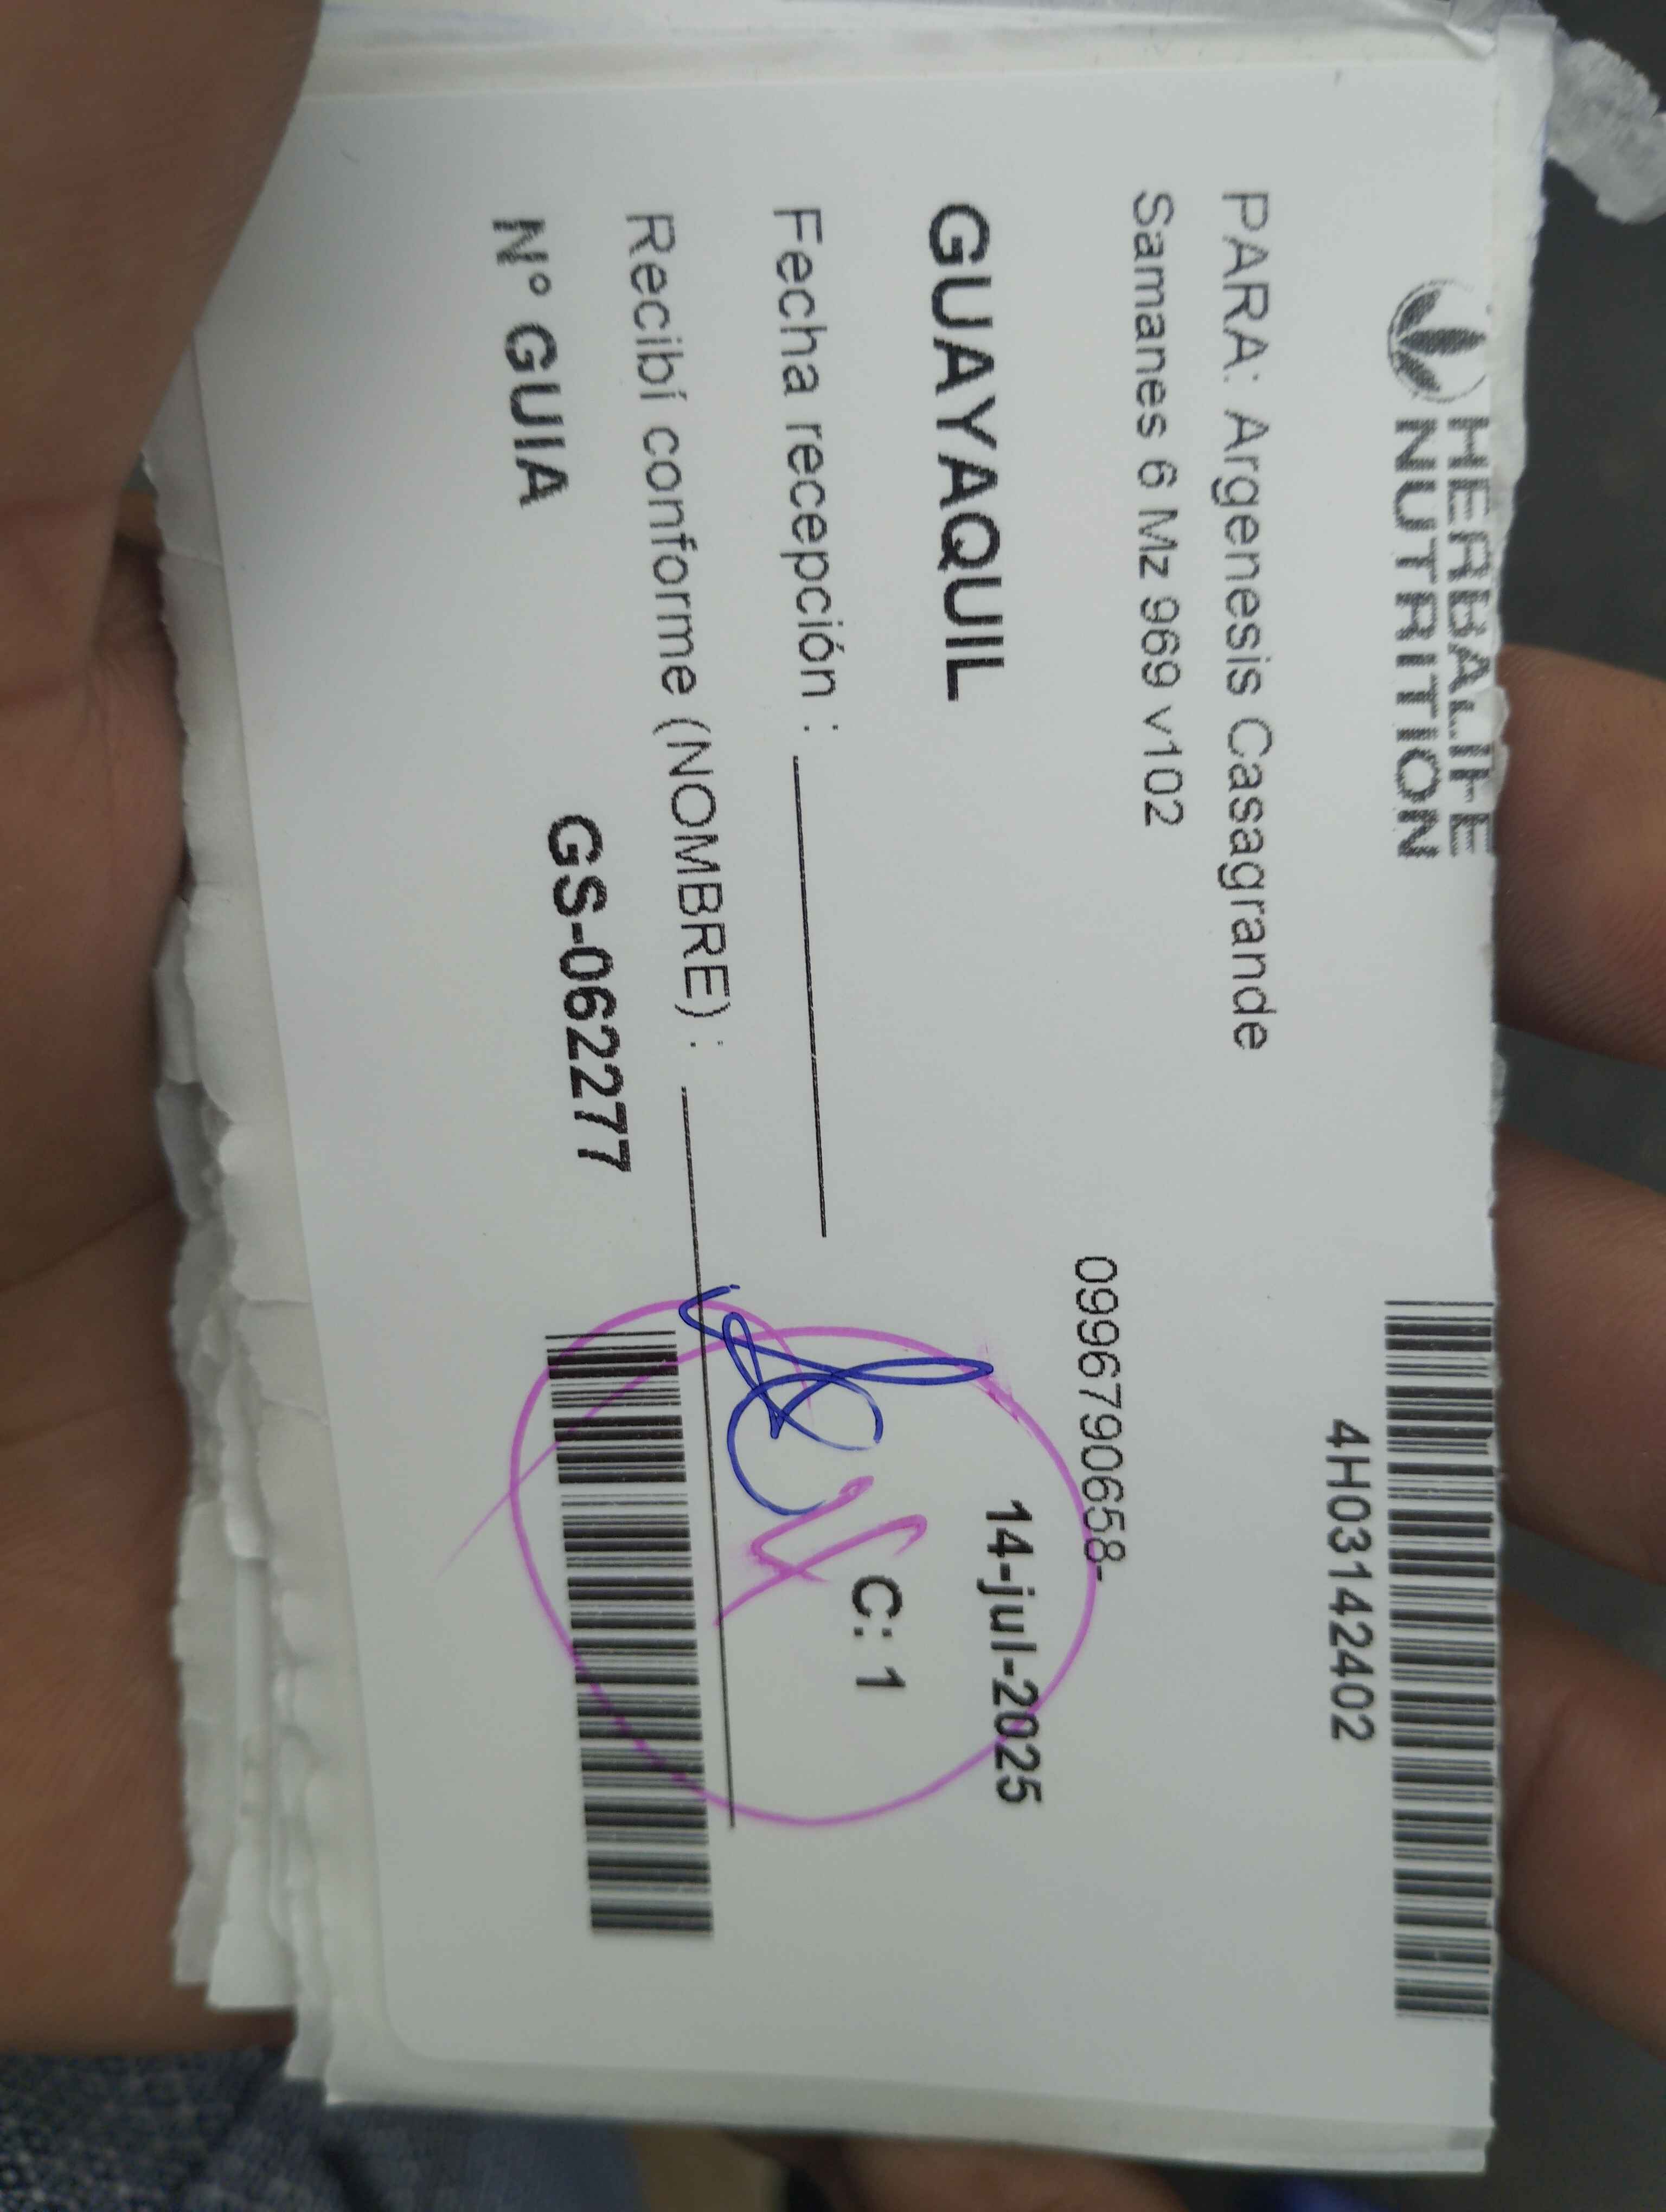 HERBALIFE
NUTRITION
4H03142402
PARA: Argenesis Casagrande
Samanes 6 Mz 969 v102
0996790658-
GUAYAQUIL
14-jul-2025
Fecha recepción :
C: 1
Recibí conforme (NOMBRE) :
N° GUIA GS-062277